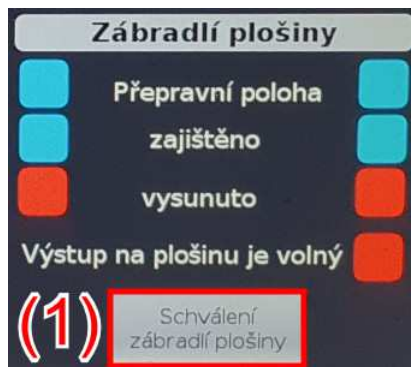 Zábradlí plošiny
Přepravní poloha
zajištěno
vysunuto
Výstup na plošinu je volný
(1)
Schválení
zábradlí plošiny